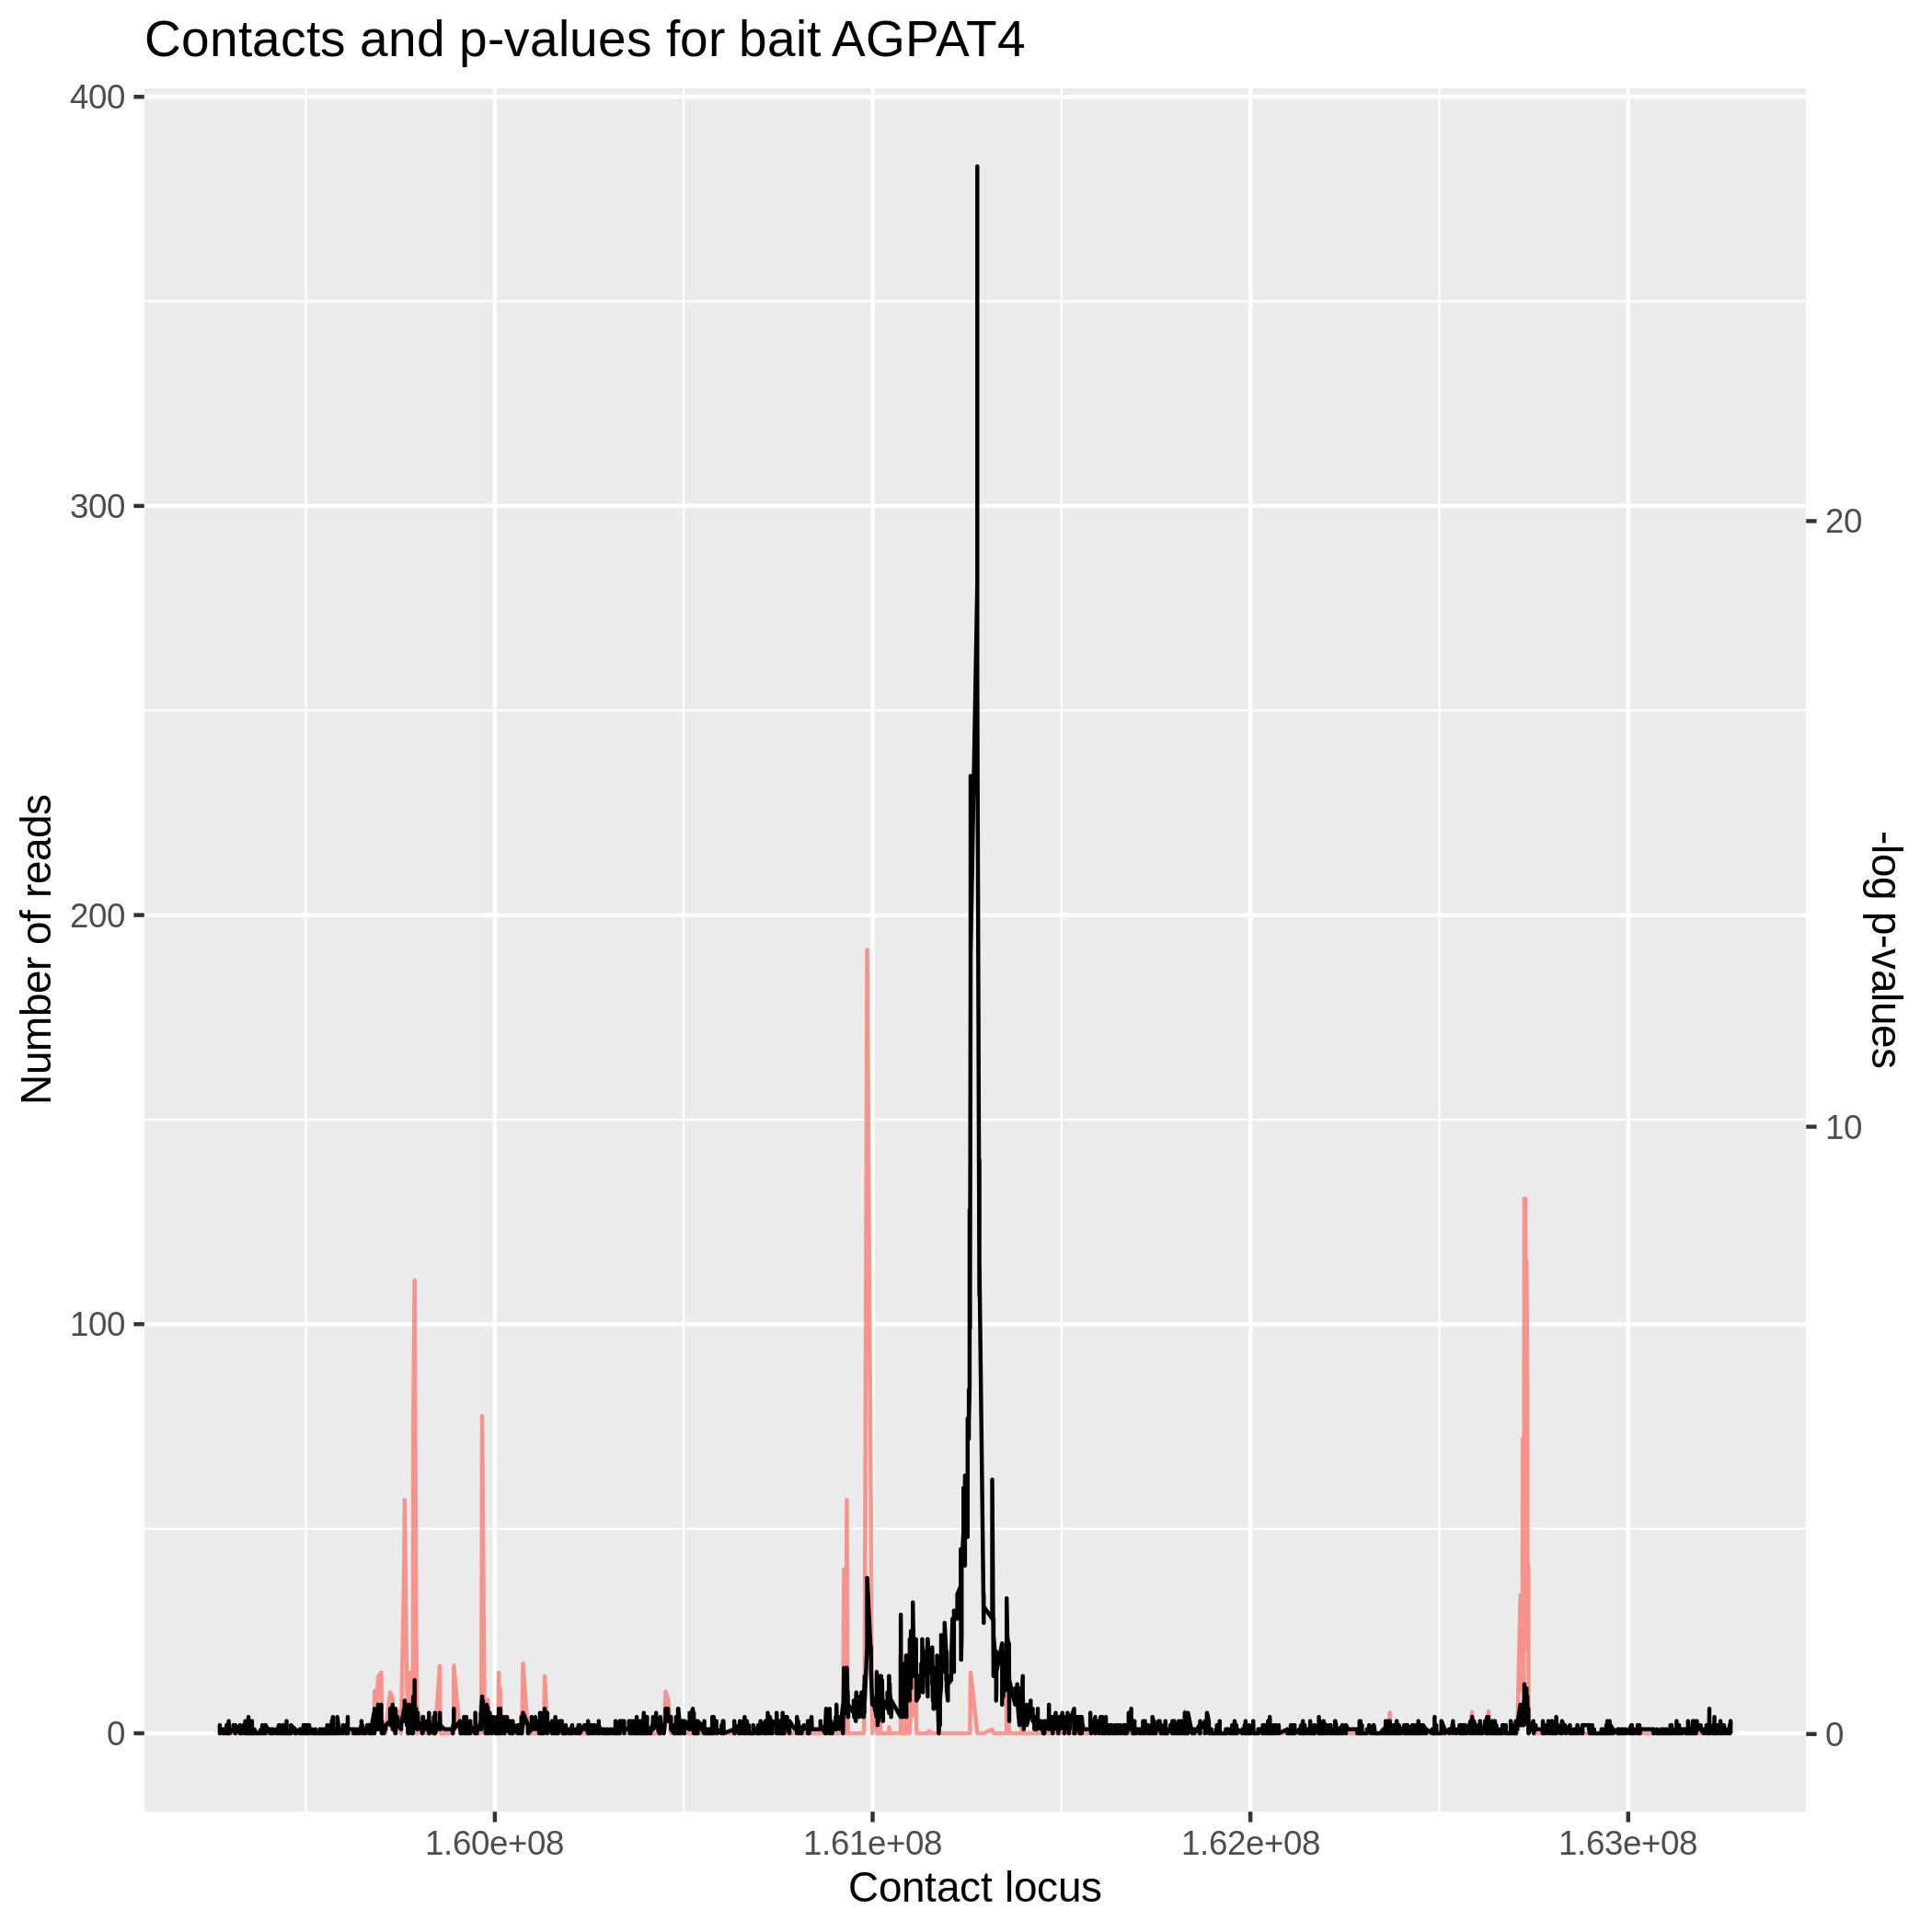 Contacts and p-values for bait AGPAT4
400
300
200
100
0
Number of reads
20
10
0
-log p-values
1.60e+08
1.61e+08
1.62e+08
1.63e+08
Contact locus